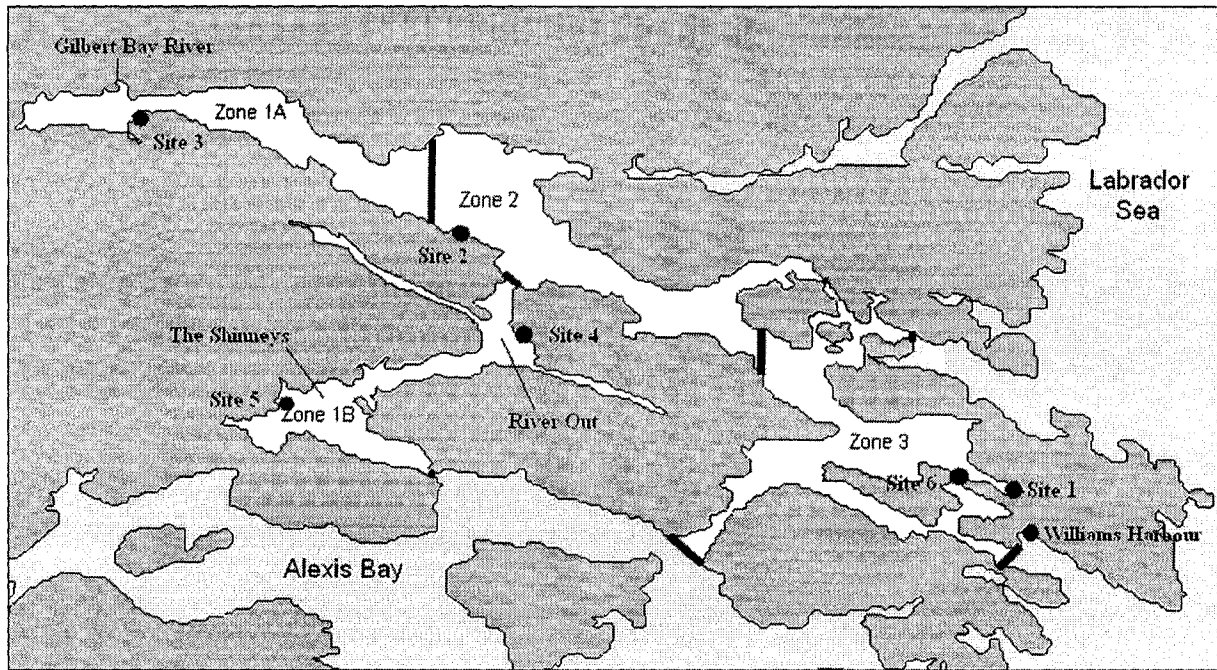 Gilbert Bay River
Zone 1A
Site 3
Labrador
Sea
Zone 2
Site 2
The Shinneys
Site 4
Site 5
Zone 1B
River Out
Zone 3
Site 6
Site 1
Williams Harbour
Alexis Bay